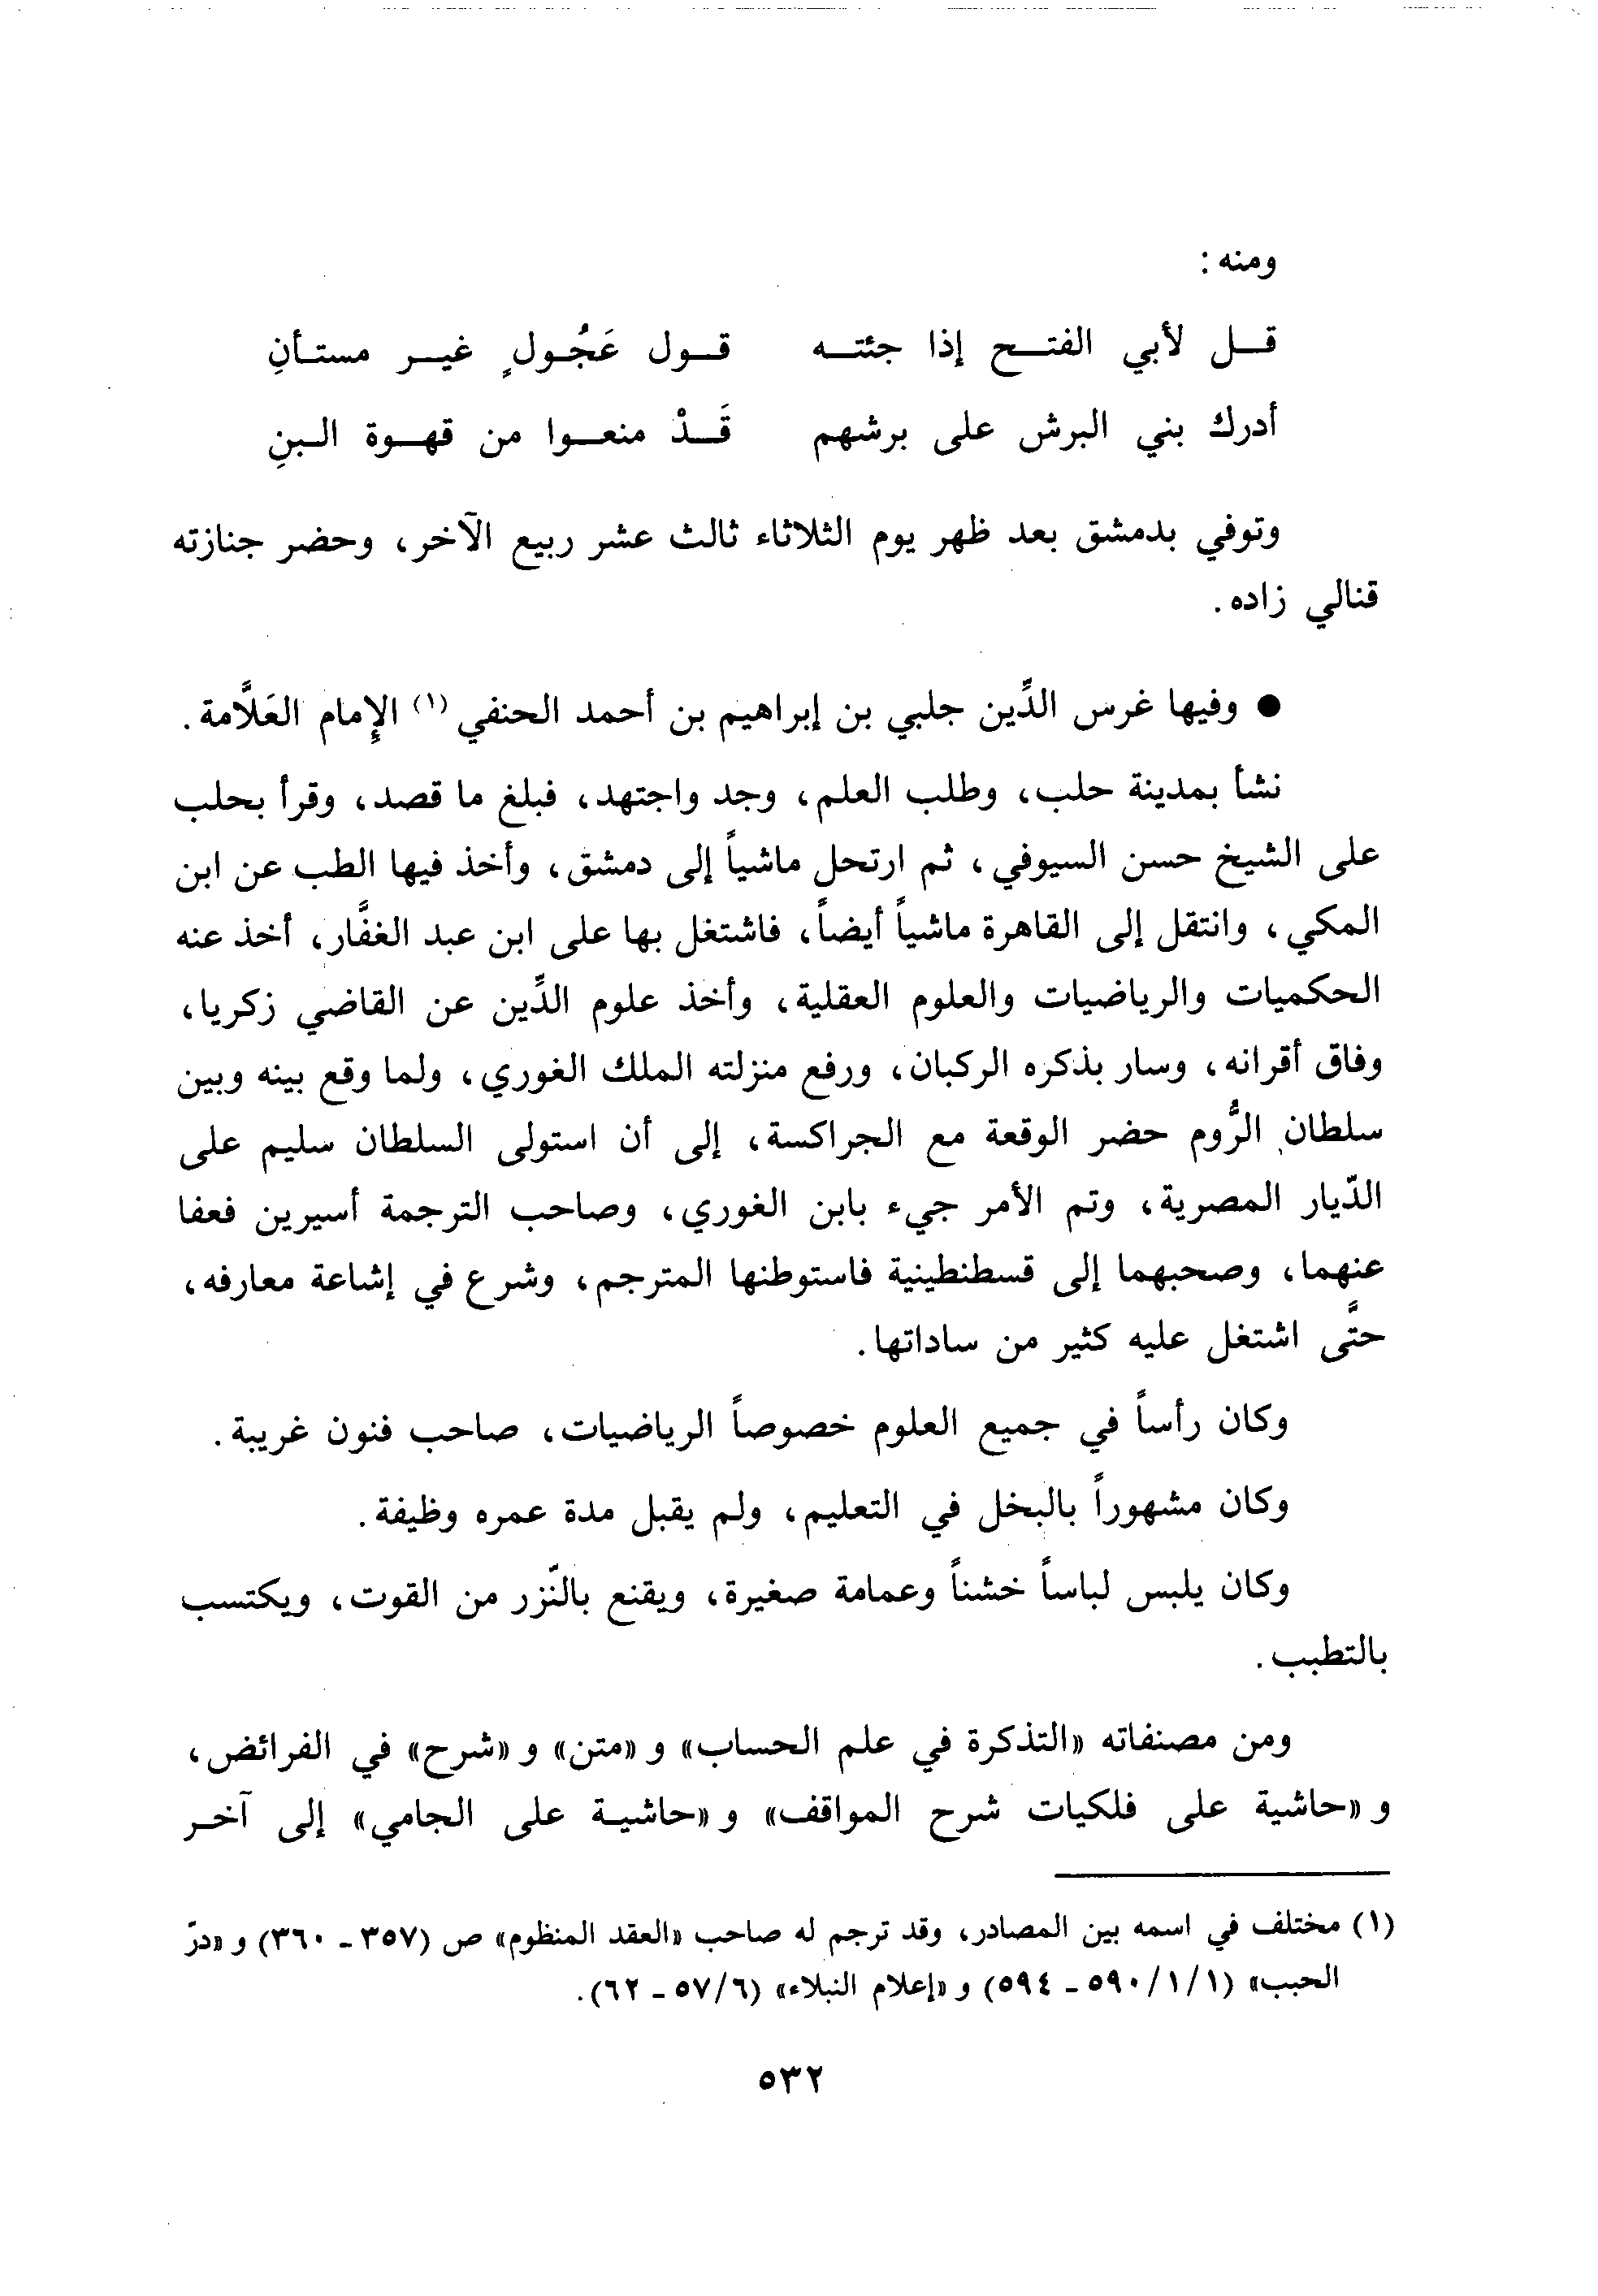 ومنه :
قل لأبي الفتح إذا جئته قول عَجُولٍ غير مستأنِ
أدرك بني البرش على برشهم قَدْ منعوا من قهوة البنِ
وتوفي بدمشق بعد ظهر يوم الثلاثاء ثالث عشر ربيع الآخر، وحضر جنازته
قنالي زاده .
● وفيها غرس الدِّين جلبي بن إبراهيم بن أحمد الحنفي (١) الإمام العَلَّامة .
نشأ بمدينة حلب، وطلب العلم، وجد واجتهد، فبلغ ما قصد، وقرأ بحلب
على الشيخ حسن السيوفي، ثم ارتحل ماشياً إلى دمشق، وأخذ فيها الطب عن ابن
المكي، وانتقل إلى القاهرة ماشياً أيضاً، فاشتغل بها على ابن عبد الغفَّار، أخذ عنه
الحكميات والرياضيات والعلوم العقلية، وأخذ علوم الدِّين عن القاضي زكريا،
وفاق أقرانه، وسار بذكره الركبان، ورفع منزلته الملك الغوري، ولما وقع بينه وبين
سلطان الرُّوم حضر الوقعة مع الجراكسة، إلى أن استولى السلطان سليم على
الدّيار المصرية، وتم الأمر جيء بابن الغوري، وصاحب الترجمة أسيرين فعفا
عنهما، وصحبهما إلى قسطنطينية فاستوطنها المترجم، وشرع في إشاعة معارفه،
حتَّى اشتغل عليه كثير من ساداتها .
وكان رأساً في جميع العلوم خصوصاً الرياضيات، صاحب فنون غريبة .
وكان مشهوراً بالبخل في التعليم، ولم يقبل مدة عمره وظيفة .
وكان يلبس لباساً خشناً وعمامة صغيرة، ويقنع بالنّزر من القوت، ويكتسب
بالتطبب .
ومن مصنفاته «التذكرة في علم الحساب» و «متن» و «شرح» في الفرائض،
و «حاشية على فلكيات شرح المواقف» و «حاشية على الجامي» إلى آخر
(١) مختلف في اسمه بين المصادر، وقد ترجم له صاحب «العقد المنظوم» ص (٣٥٧ - ٣٦٠) و «درّ
الحبب» (١/١/ ٥٩٠ - ٥٩٤) و «إعلام النبلاء» (٦/ ٥٧ - ٦٢).
٥٣٢